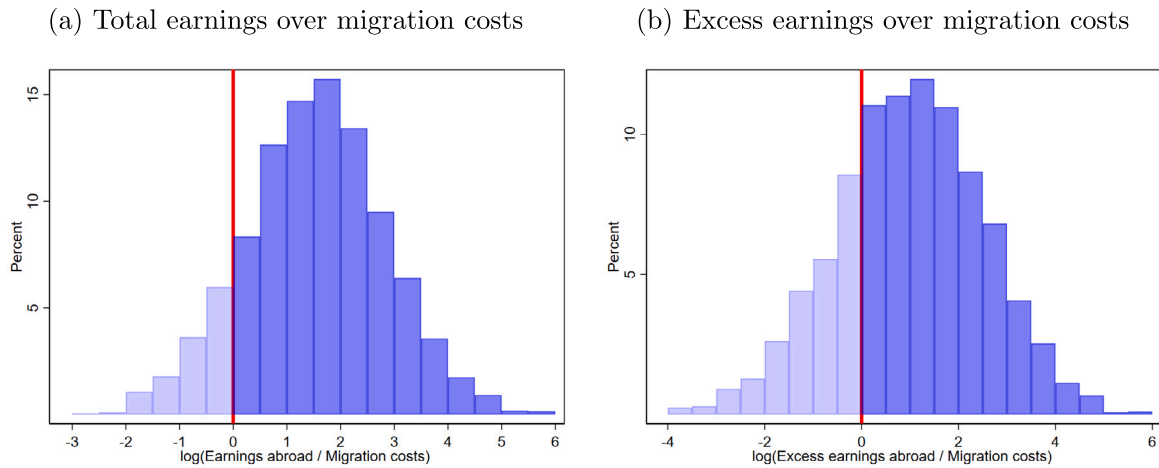 (a) Total earnings over migration costs
(b) Excess earnings over migration costs
15
10
5
Percent
-3 -2 -1 0 1 2 3 4 5 6
log(Earnings abroad / Migration costs)
10
5
Percent
-4 -2 0 2 4 6
log(Excess earnings abroad / Migration costs)